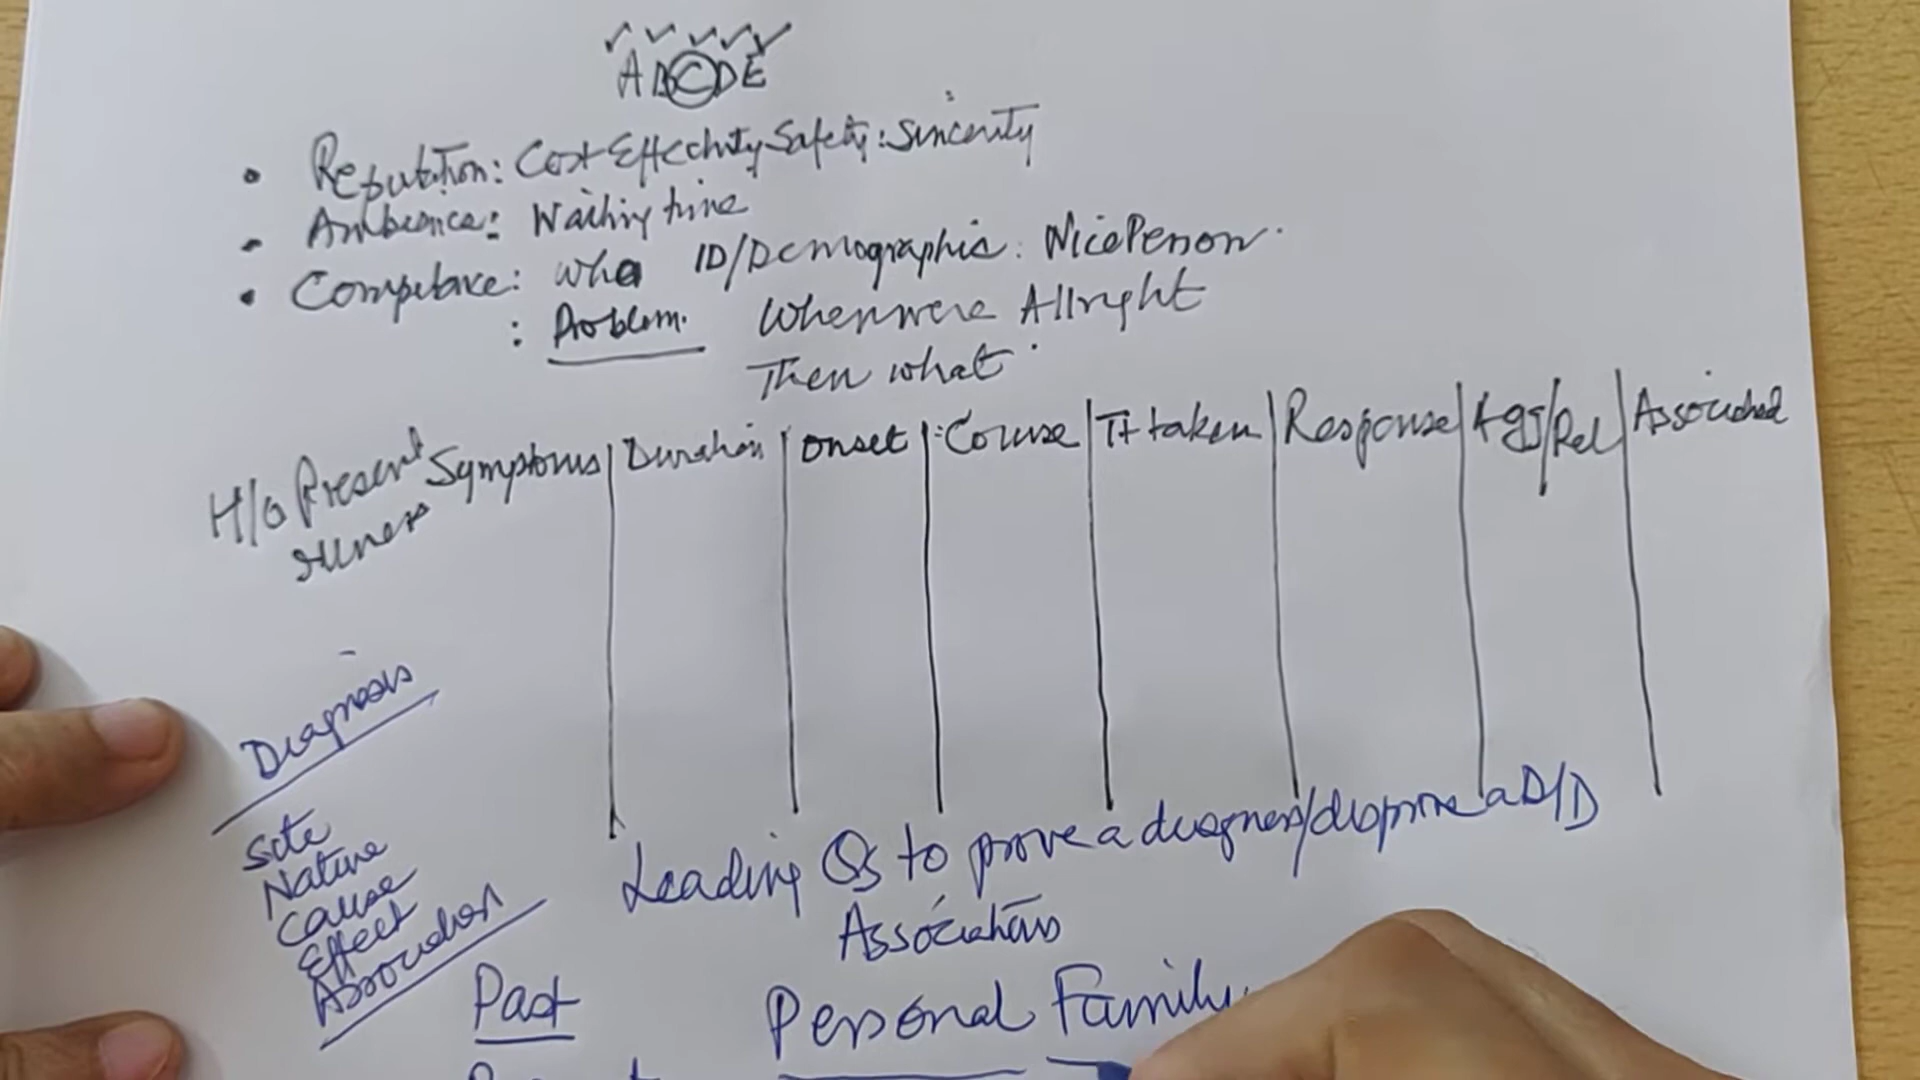 ABCDE
Reputation: Cost Effectivity Safety: Sincerity
Ambience: Waiting time
Competence: Who ID/Demographic: Nice Person
: Problem. When were Allright
Then what
H/o Present Illness
Symptoms | Duration | Onset | Course | Tt taken | Response | Agg/Rel | Associated
Diagnosis
Site
Nature
Cause
Effect
Association
Leading Qs to prove a diagnosis/disprove a D/D
Associations
Past Personal Family